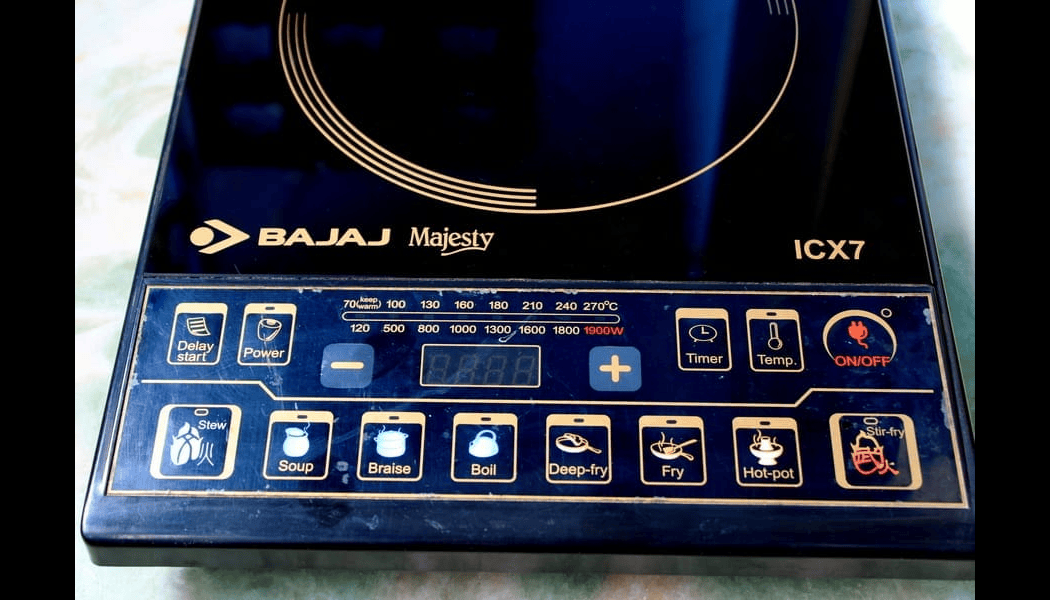 BAJAJ Majesty
ICX7
70(keep warm) 100 130 160 180 210 240 270°C
120 500 800 1000 1300 1600 1800 1900W
Delay start
Power
− +
Timer
Temp.
ON/OFF
Stew
Soup
Braise
Boil
Deep-fry
Fry
Hot-pot
Stir-fry